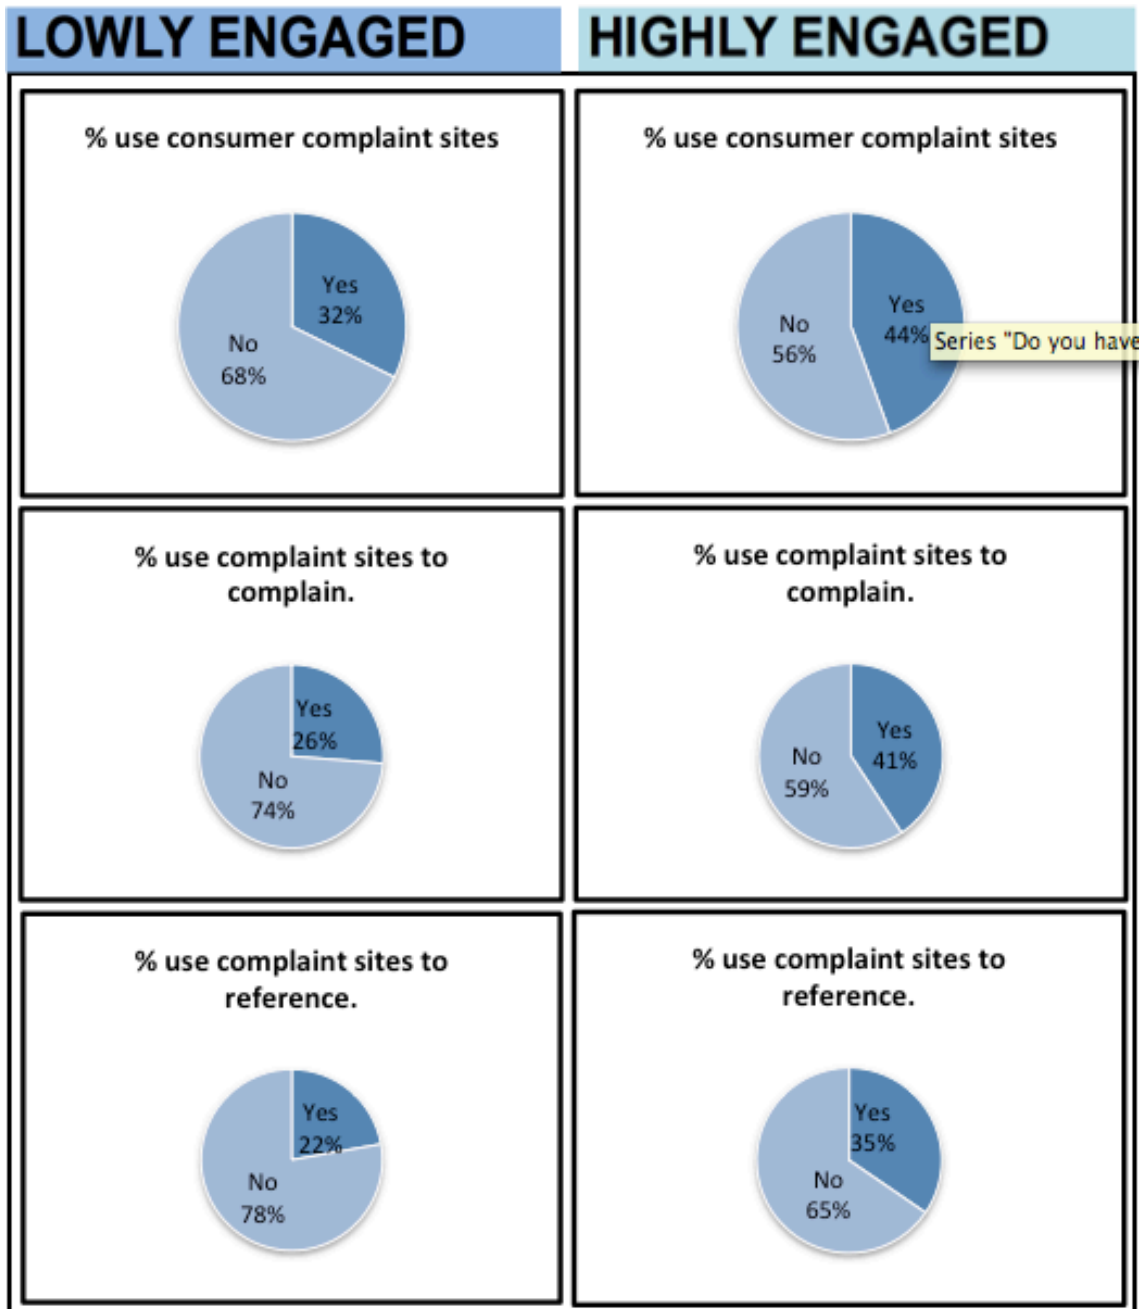 LOWLY ENGAGED
HIGHLY ENGAGED
% use consumer complaint sites
Yes
32%
No
68%
% use consumer complaint sites
Yes
44%
No
56%
Series "Do you have
% use complaint sites to
complain.
Yes
26%
No
74%
% use complaint sites to
complain.
Yes
41%
No
59%
% use complaint sites to
reference.
Yes
22%
No
78%
% use complaint sites to
reference.
Yes
35%
No
65%